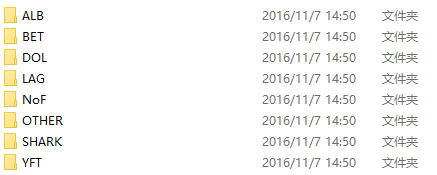 ALB 2016/11/7 14:50 文件夹
BET 2016/11/7 14:50 文件夹
DOL 2016/11/7 14:50 文件夹
LAG 2016/11/7 14:50 文件夹
NoF 2016/11/7 14:50 文件夹
OTHER 2016/11/7 14:50 文件夹
SHARK 2016/11/7 14:50 文件夹
YFT 2016/11/7 14:50 文件夹